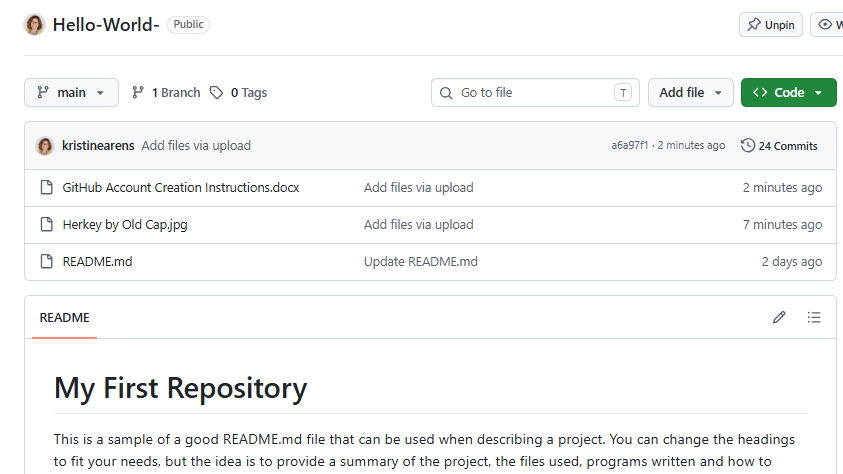 Hello-World- Public Unpin W
main 1 Branch 0 Tags Go to file T Add file Code
kristinearens Add files via upload a6a97f1 · 2 minutes ago 24 Commits
GitHub Account Creation Instructions.docx Add files via upload 2 minutes ago
Herkey by Old Cap.jpg Add files via upload 7 minutes ago
README.md Update README.md 2 days ago
README
My First Repository
This is a sample of a good README.md file that can be used when describing a project. You can change the headings
to fit your needs, but the idea is to provide a summary of the project, the files used, programs written and how to